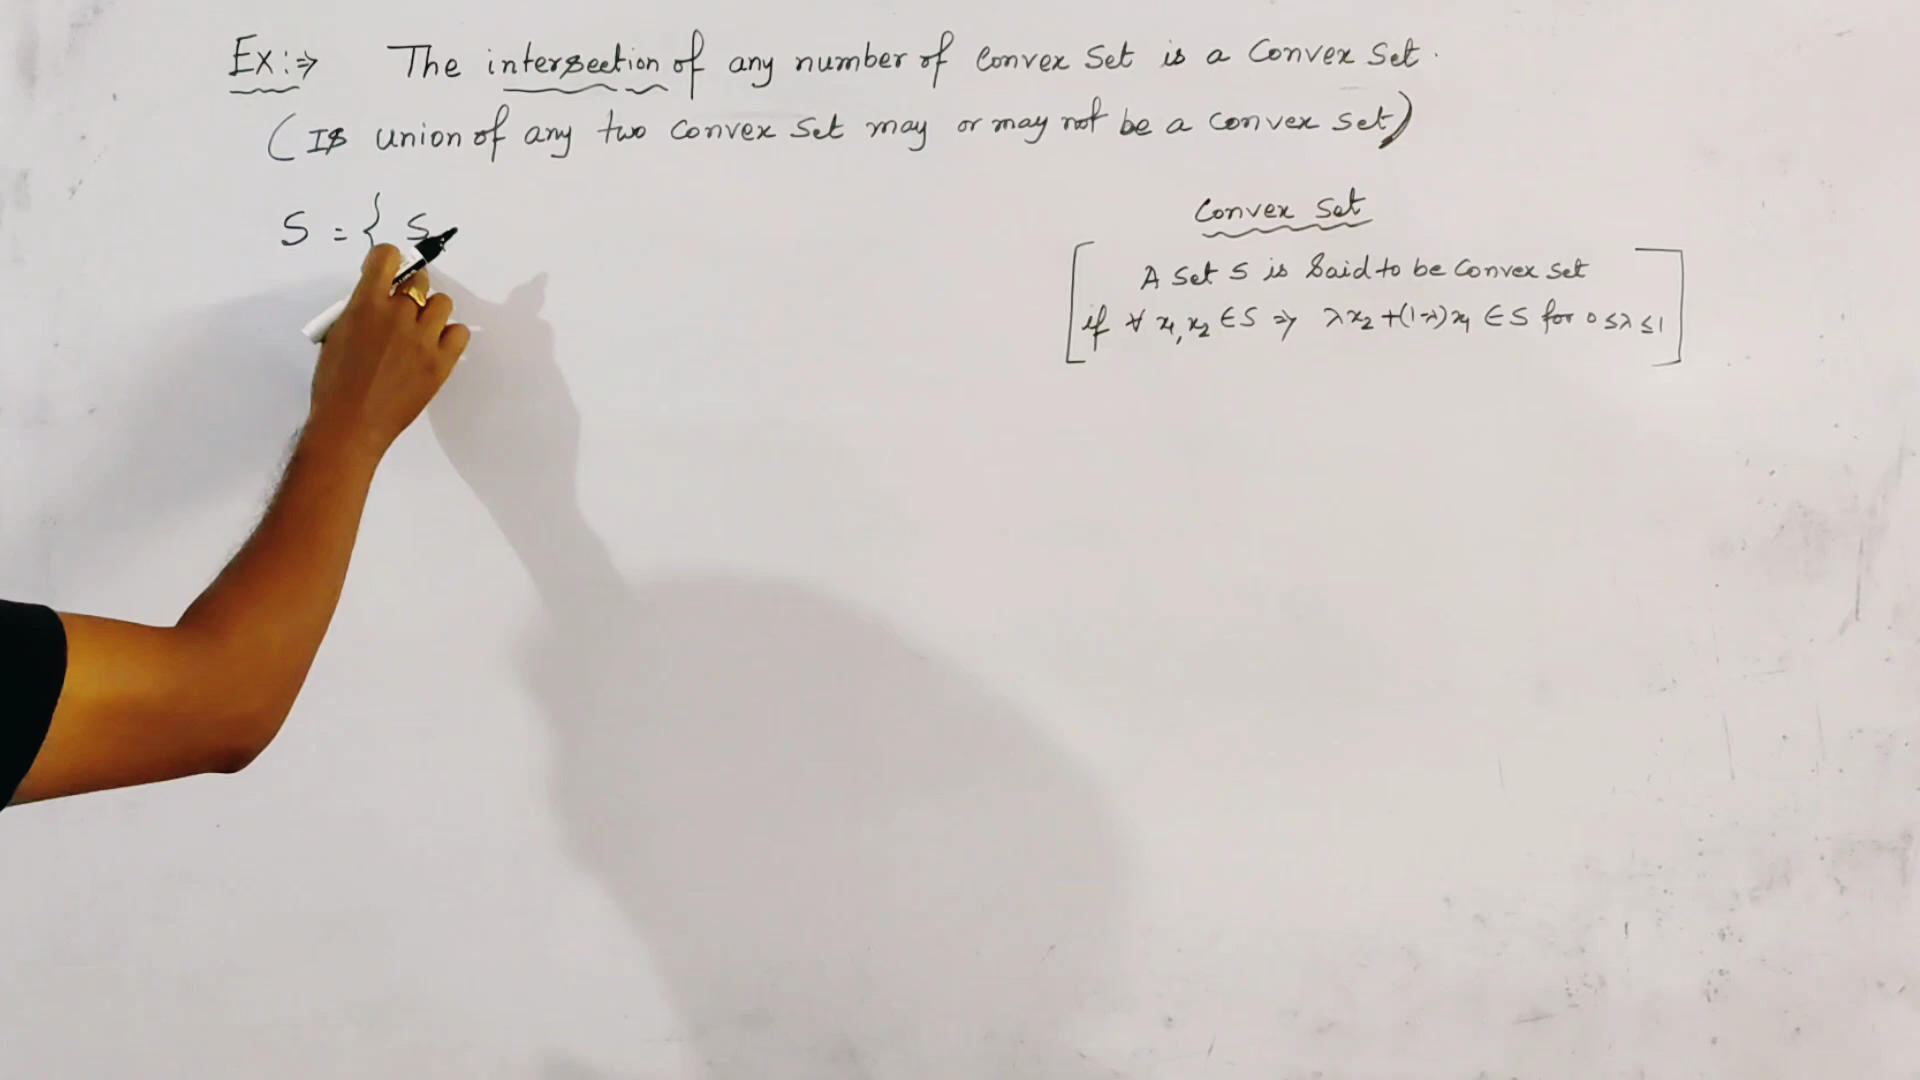 Ex:⇒ The intersection of any number of Convex Set is a Convex Set.
(Is union of any two convex set may or may not be a convex set)
S = { S
Convex Set
A set S is said to be convex set
if ∀ x₁, x₂ ∈ S ⇒ λx₂ + (1-λ)x₁ ∈ S for 0 ≤ λ ≤ 1